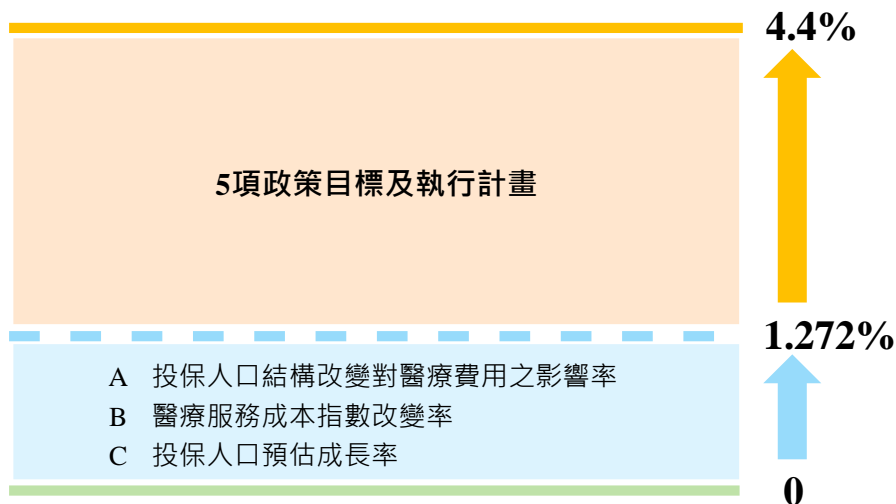 4.4%
5項政策目標及執行計畫
1.272%
A 投保人口結構改變對醫療費用之影響率
B 醫療服務成本指數改變率
C 投保人口預估成長率
0